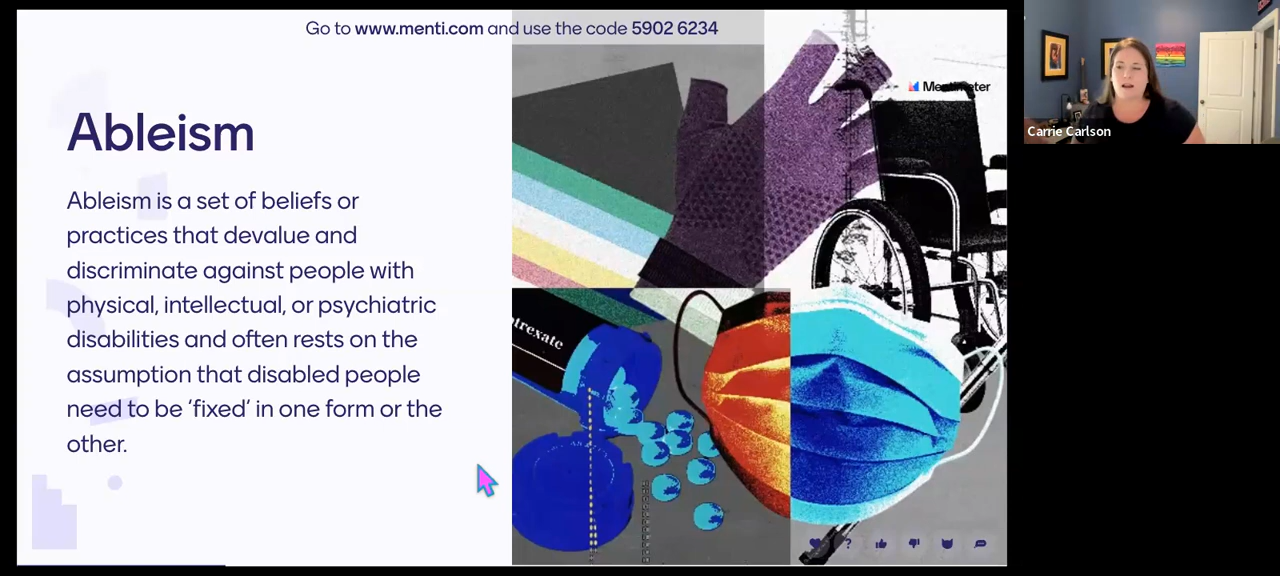 Go to www.menti.com and use the code 5902 6234
Mentimeter
Ableism
Ableism is a set of beliefs or
practices that devalue and
discriminate against people with
physical, intellectual, or psychiatric
disabilities and often rests on the
assumption that disabled people
need to be ‘fixed’ in one form or the
other.
otrexate
Carrie Carlson